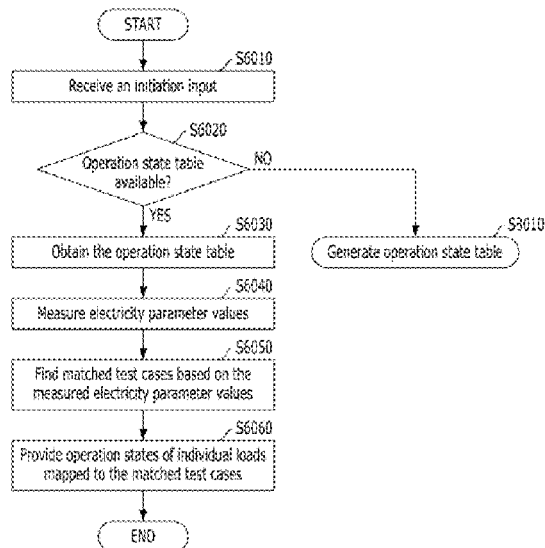 START
S6010
Receive an initiation input
S6020
Operation state table
available?
NO
YES
S6030
Obtain the operation state table
S8010
Generate operation state table
S6040
Measure electricity parameter values
S6050
Find matched test cases based on the
measured electricity parameter values
S6060
Provide operation states of individual loads
mapped to the matched test cases
END